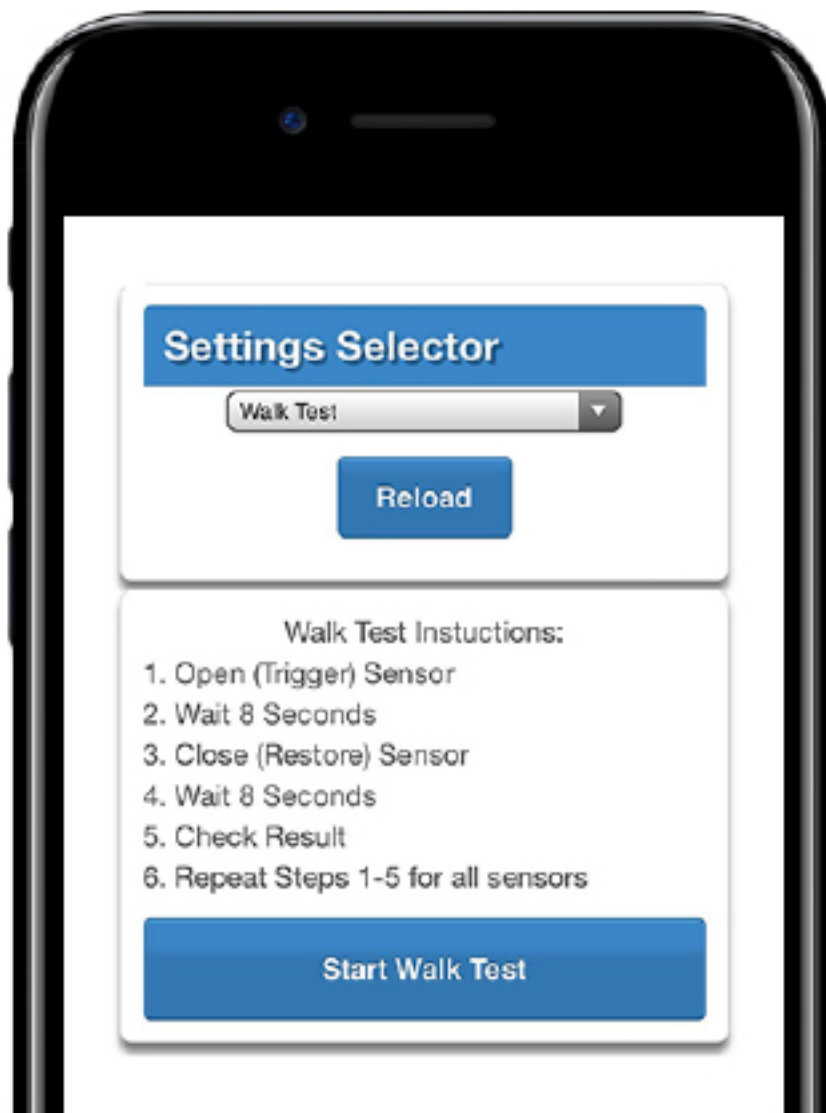 Settings Selector
Walk Test
Reload
Walk Test Instuctions:
1. Open (Trigger) Sensor
2. Wait 8 Seconds
3. Close (Restore) Sensor
4. Wait 8 Seconds
5. Check Result
6. Repeat Steps 1-5 for all sensors
Start Walk Test